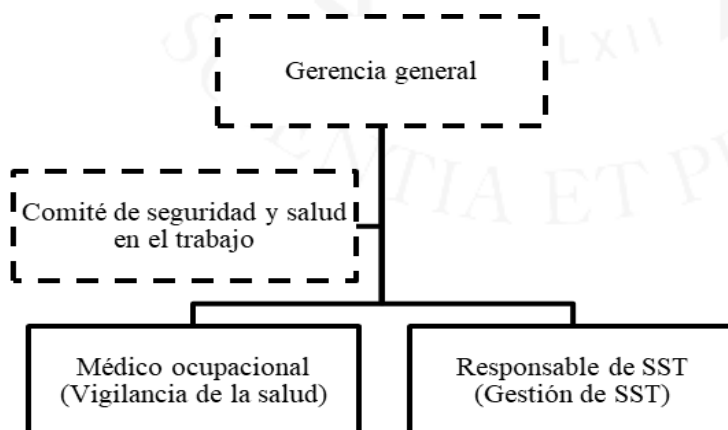 Gerencia general
Comité de seguridad y salud
en el trabajo
Médico ocupacional
(Vigilancia de la salud)
Responsable de SST
(Gestión de SST)